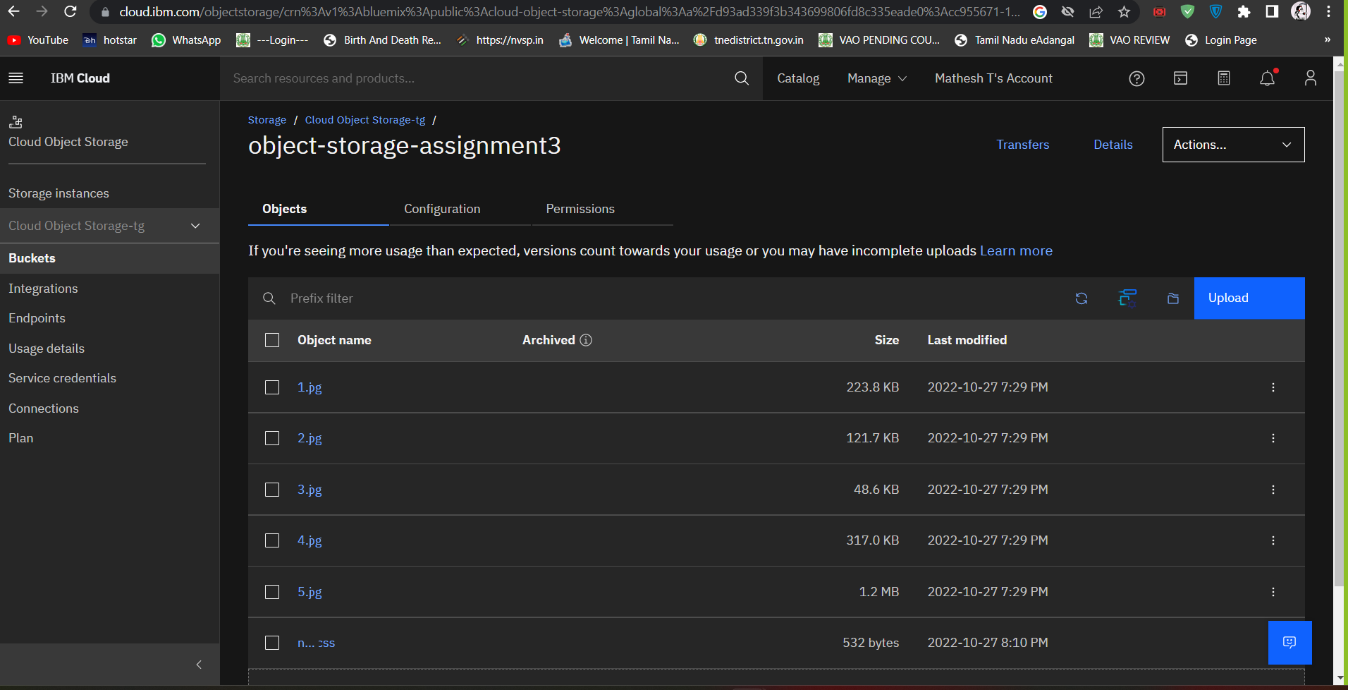 cloud.ibm.com/objectstorage/crn%3Av1%3Abluemix%3Apublic%3Acloud-object-storage%3Aglobal%3Aa%2Fd93ad339f3b343699806fd8c335eade0%3Acc955671-1...
YouTube hotstar WhatsApp ---Login--- Birth And Death Re... https://nvsp.in Welcome | Tamil Na... tnedistrict.tn.gov.in VAO PENDING COU... Tamil Nadu eAdangal VAO REVIEW Login Page »
IBM Cloud Search resources and products... Catalog Manage Mathesh T's Account
Cloud Object Storage
Storage instances
Cloud Object Storage-tg
Buckets
Integrations
Endpoints
Usage details
Service credentials
Connections
Plan
Storage / Cloud Object Storage-tg /
object-storage-assignment3 Transfers Details Actions...
Objects Configuration Permissions
If you're seeing more usage than expected, versions count towards your usage or you may have incomplete uploads Learn more
Prefix filter Upload
Object name Archived Size Last modified
1.jpg 223.8 KB 2022-10-27 7:29 PM
2.jpg 121.7 KB 2022-10-27 7:29 PM
3.jpg 48.6 KB 2022-10-27 7:29 PM
4.jpg 317.0 KB 2022-10-27 7:29 PM
5.jpg 1.2 MB 2022-10-27 7:29 PM
n... css 532 bytes 2022-10-27 8:10 PM